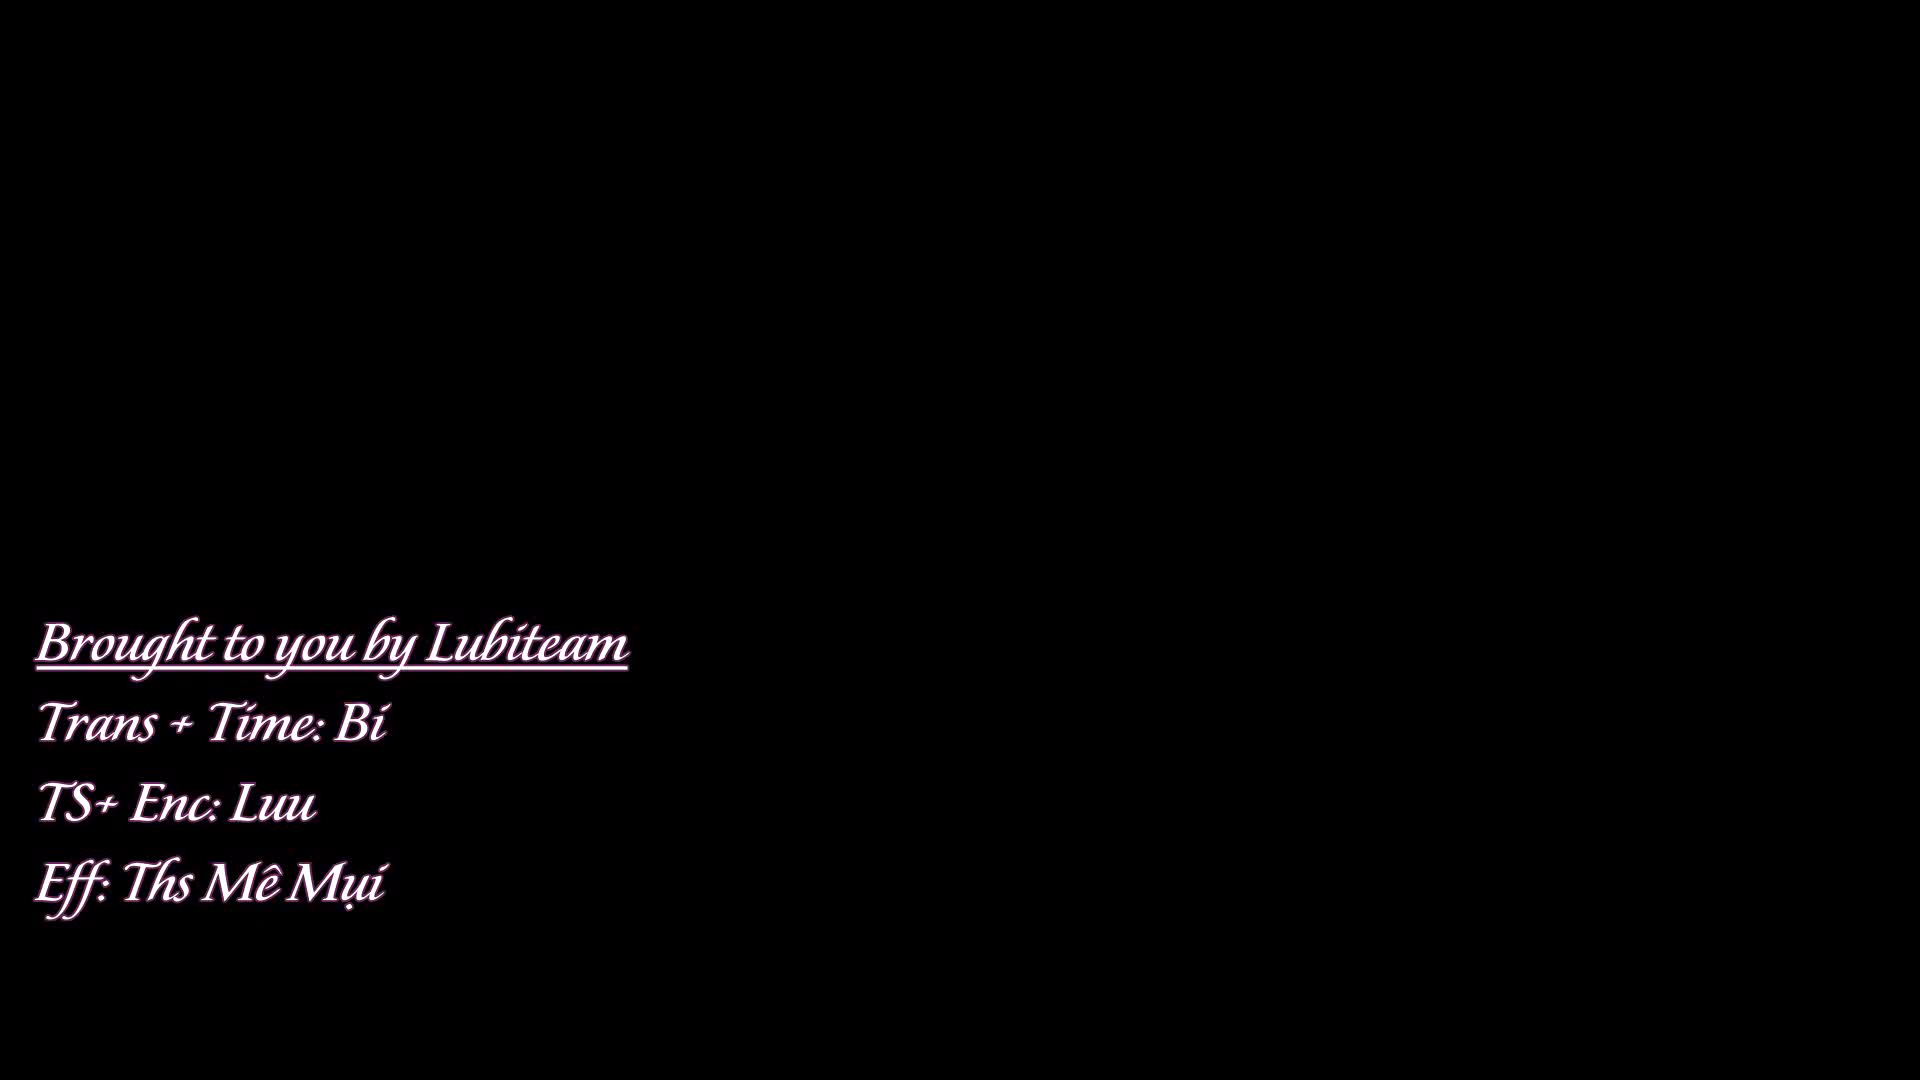 Brought to you by Lubiteam
Trans + Time: Bi
TS+ Enc: Luu
Eff: Ths Mê Mụi